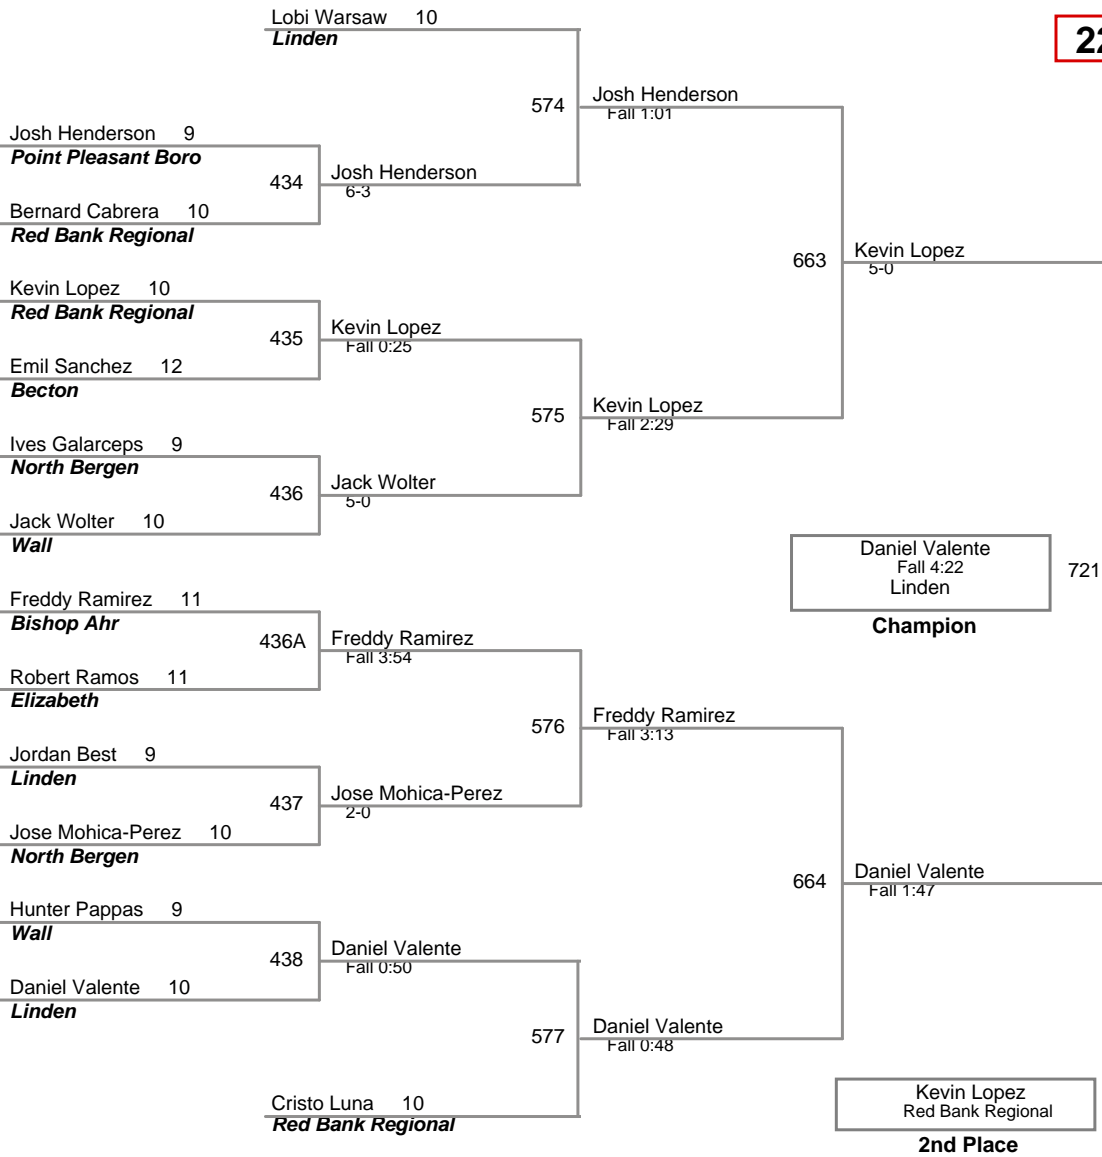 Lobi Warsaw 10
Linden
22
574
Josh Henderson
Fall 1:01
Josh Henderson 9
Point Pleasant Boro
434
Josh Henderson
6-3
Bernard Cabrera 10
Red Bank Regional
663
Kevin Lopez
5-0
Kevin Lopez 10
Red Bank Regional
435
Kevin Lopez
Fall 0:25
Emil Sanchez 12
Becton
575
Kevin Lopez
Fall 2:29
Ives Galarceps 9
North Bergen
436
Jack Wolter
5-0
Jack Wolter 10
Wall
Daniel Valente
Fall 4:22
Linden
721
Champion
Freddy Ramirez 11
Bishop Ahr
436A
Freddy Ramirez
Fall 3:54
Robert Ramos 11
Elizabeth
576
Freddy Ramirez
Fall 3:13
Jordan Best 9
Linden
437
Jose Mohica-Perez
2-0
Jose Mohica-Perez 10
North Bergen
664
Daniel Valente
Fall 1:47
Hunter Pappas 9
Wall
438
Daniel Valente
Fall 0:50
Daniel Valente 10
Linden
577
Daniel Valente
Fall 0:48
Cristo Luna 10
Red Bank Regional
Kevin Lopez
Red Bank Regional
2nd Place